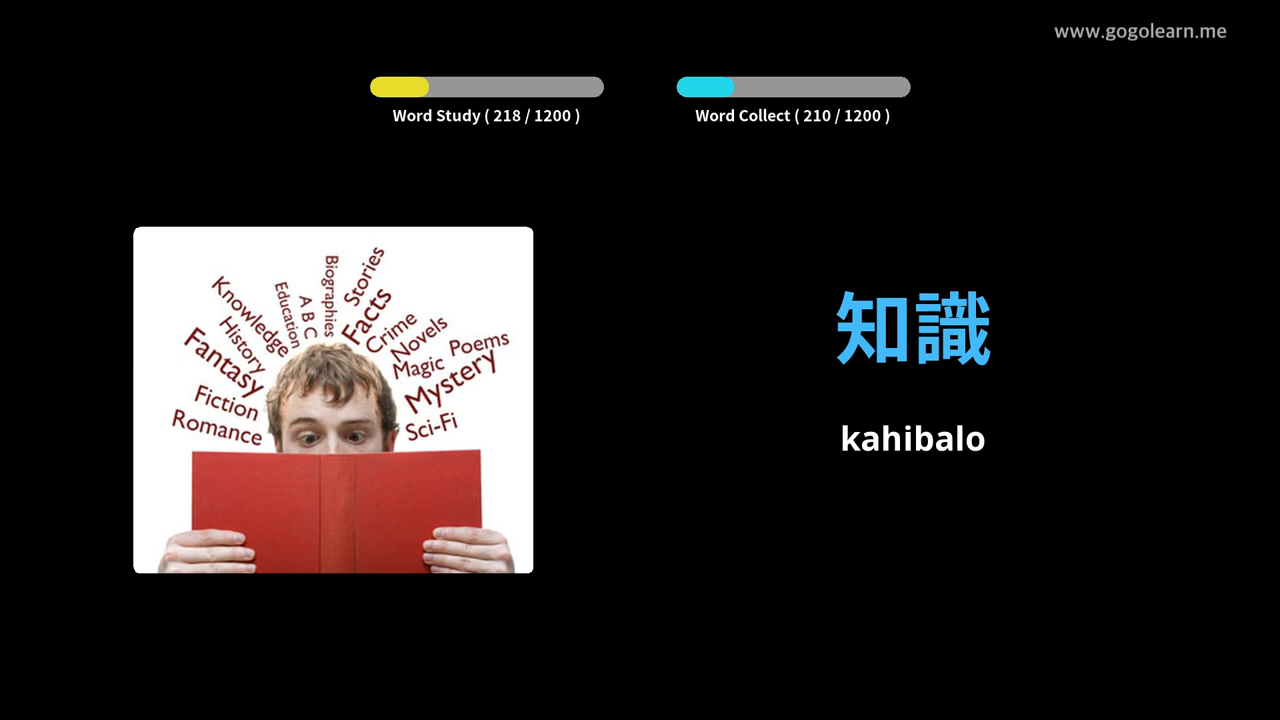 www.gogolearn.me
Word Study ( 218 / 1200 )
Word Collect ( 210 / 1200 )
Knowledge
History
Fantasy
Fiction
Romance
Education
A B C
Biographies
Stories
Facts
Crime
Novels
Magic
Poems
Mystery
Sci-Fi
知識
kahibalo